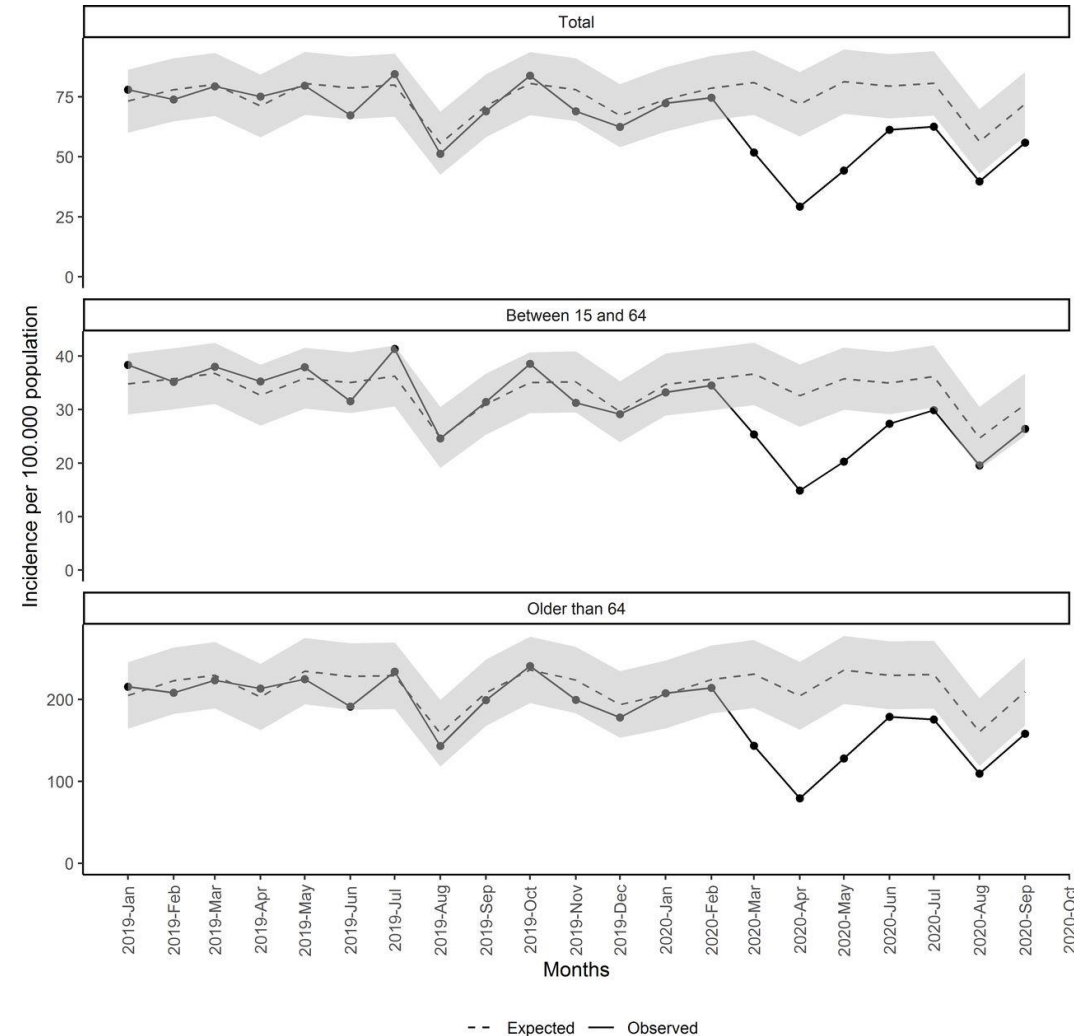 Total
75
50
25
0
Between 15 and 64
40
30
20
10
0
Older than 64
200
100
0
Incidence per 100.000 population
2019-Jan
2019-Feb
2019-Mar
2019-Apr
2019-May
2019-Jun
2019-Jul
2019-Aug
2019-Sep
2019-Oct
2019-Nov
2019-Dec
2020-Jan
2020-Feb
2020-Mar
2020-Apr
2020-May
2020-Jun
2020-Jul
2020-Aug
2020-Sep
2020-Oct
Months
Expected Observed